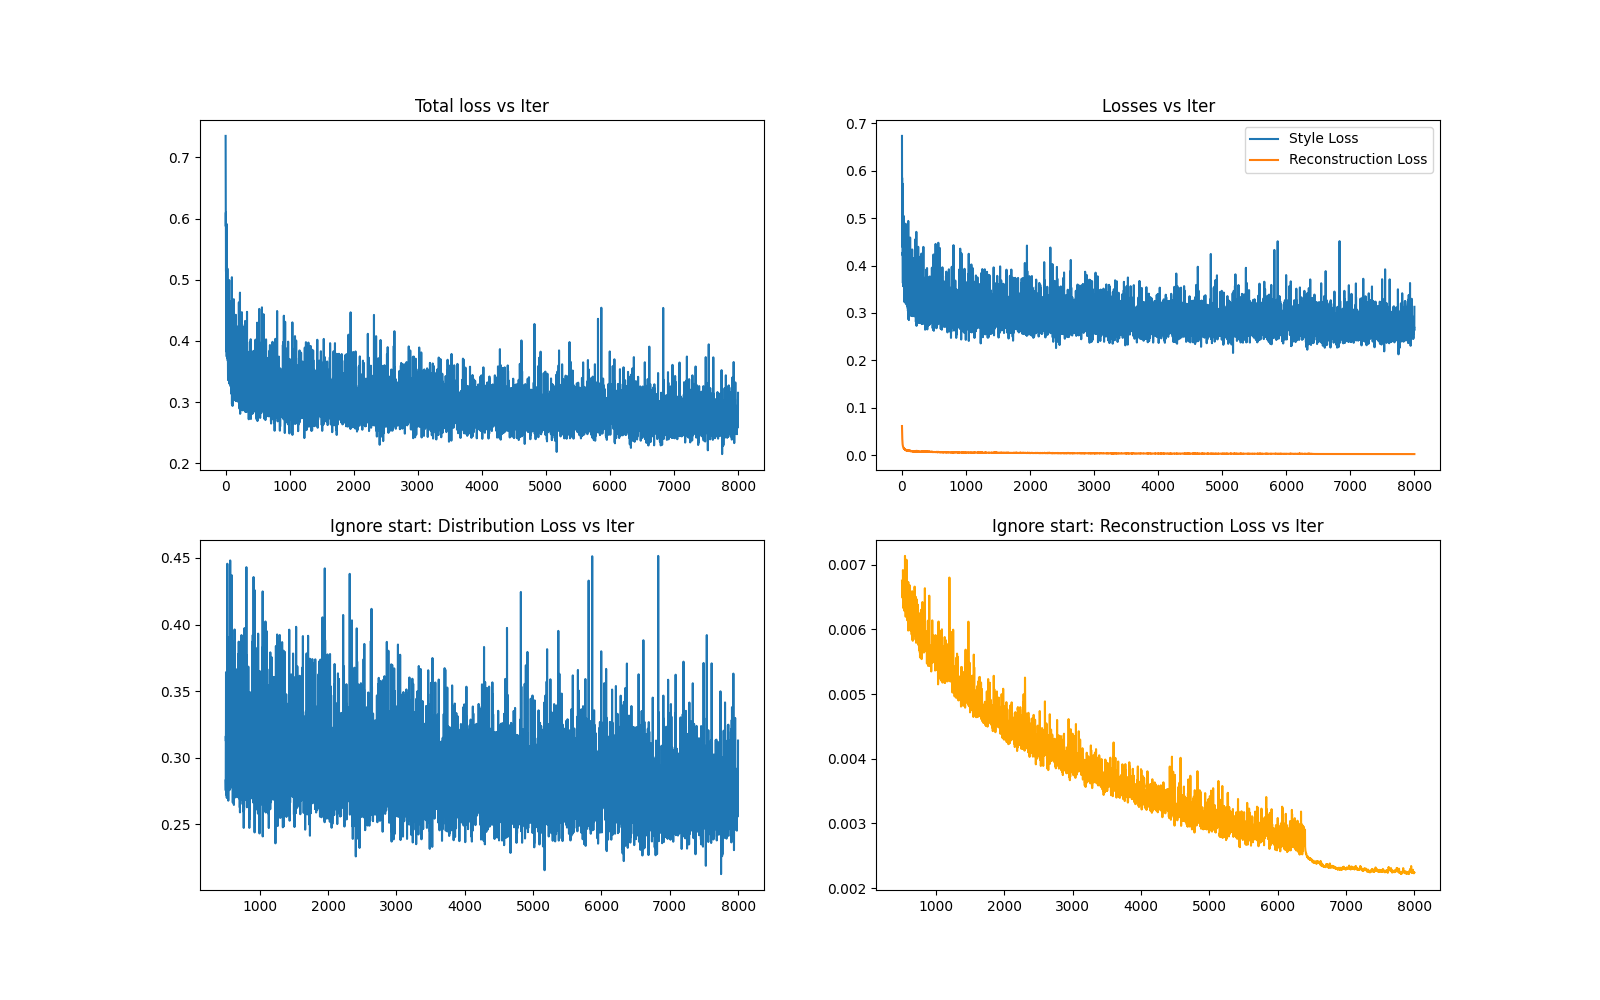 Total loss vs Iter
0.7
0.6
0.5
0.4
0.3
0.2
0 1000 2000 3000 4000 5000 6000 7000 8000
Losses vs Iter
Style Loss
Reconstruction Loss
0.7
0.6
0.5
0.4
0.3
0.2
0.1
0.0
0 1000 2000 3000 4000 5000 6000 7000 8000
Ignore start: Distribution Loss vs Iter
0.45
0.40
0.35
0.30
0.25
1000 2000 3000 4000 5000 6000 7000 8000
Ignore start: Reconstruction Loss vs Iter
0.007
0.006
0.005
0.004
0.003
0.002
1000 2000 3000 4000 5000 6000 7000 8000